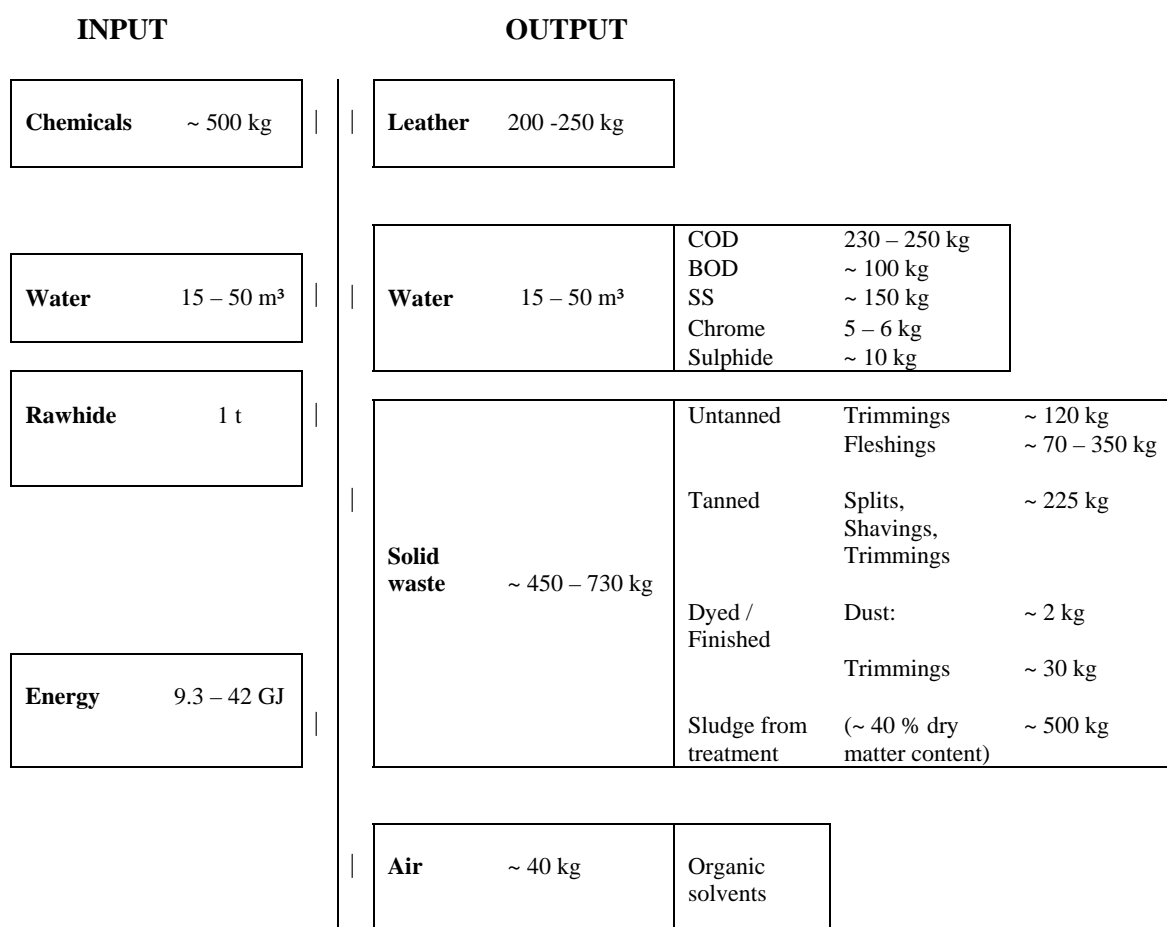 INPUT OUTPUT
Chemicals ~ 500 kg
Leather 200 -250 kg
Water 15 – 50 m³
Water 15 – 50 m³
COD 230 – 250 kg
BOD ~ 100 kg
SS ~ 150 kg
Chrome 5 – 6 kg
Sulphide ~ 10 kg
Rawhide 1 t
Solid
waste ~ 450 – 730 kg
Untanned Trimmings ~ 120 kg
Fleshings ~ 70 – 350 kg
Tanned Splits, ~ 225 kg
Shavings,
Trimmings
Dyed / Dust: ~ 2 kg
Finished
Trimmings ~ 30 kg
Sludge from (~ 40 % dry ~ 500 kg
treatment matter content)
Energy 9.3 – 42 GJ
Air ~ 40 kg
Organic
solvents